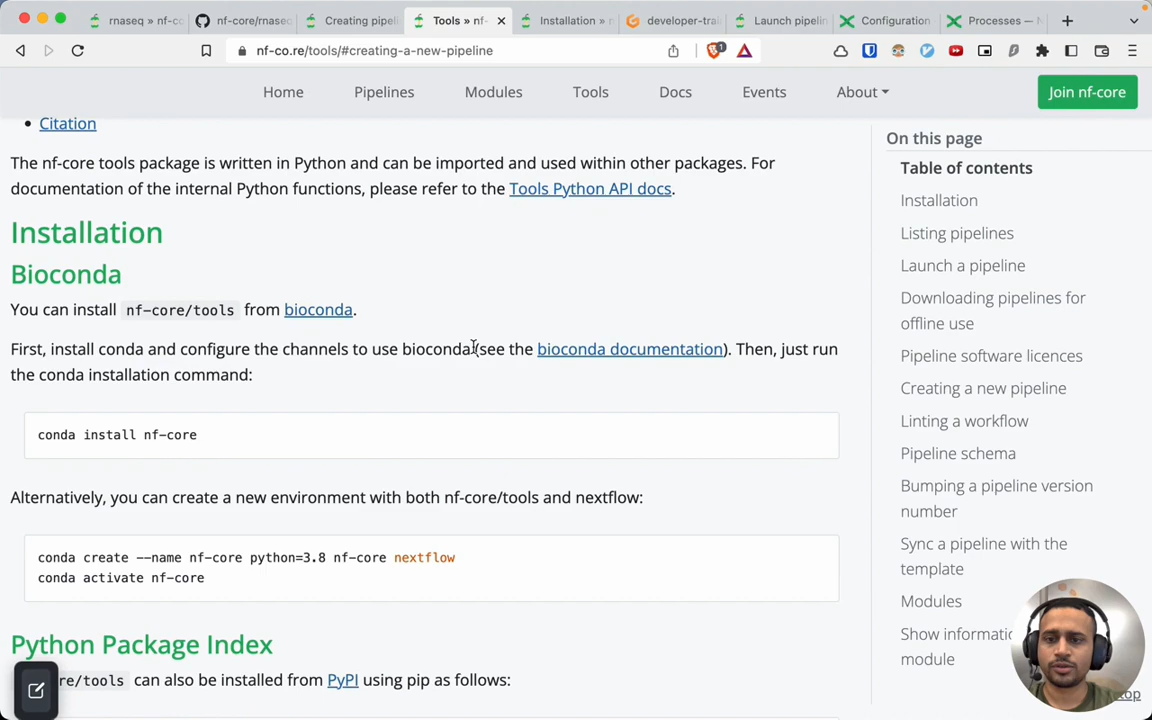 rnaseq » nf-co
nf-core/rnase
Creating pipeli
Tools » nf-
Installation » n
developer-trai
Launch pipelin
Configuration
Processes — N
nf-co.re/tools/#creating-a-new-pipeline
1
Home
Pipelines
Modules
Tools
Docs
Events
About
Join nf-core
• Citation
The nf-core tools package is written in Python and can be imported and used within other packages. For
documentation of the internal Python functions, please refer to the Tools Python API docs.
Installation
Bioconda
You can install nf-core/tools from bioconda.
First, install conda and configure the channels to use bioconda (see the bioconda documentation). Then, just run
the conda installation command:
conda install nf-core
Alternatively, you can create a new environment with both nf-core/tools and nextflow:
conda create --name nf-core python=3.8 nf-core nextflow
conda activate nf-core
Python Package Index
re/tools can also be installed from PyPI using pip as follows:
On this page
Table of contents
Installation
Listing pipelines
Launch a pipeline
Downloading pipelines for
offline use
Pipeline software licences
Creating a new pipeline
Linting a workflow
Pipeline schema
Bumping a pipeline version
number
Sync a pipeline with the
template
Modules
Show informatio
module
top